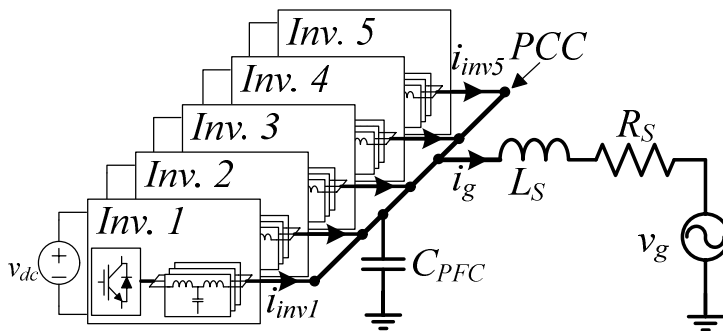 Inv. 5
PCC
i_inv5
Inv. 4
Inv. 3
R_S
Inv. 2
i_g
L_S
Inv. 1
v_dc
+
−
v_g
C_PFC
i_inv1